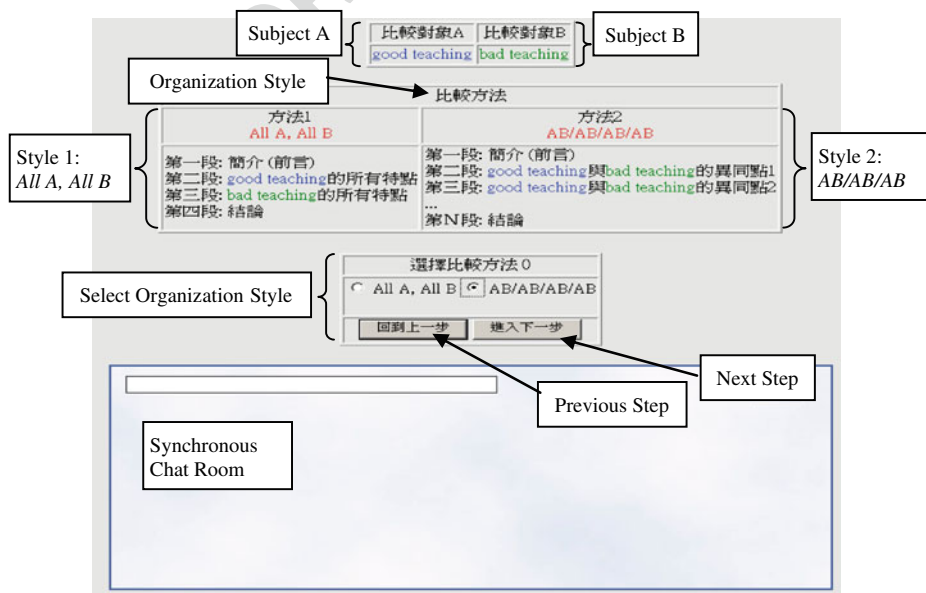 Subject A
比較對象A 比較對象B
good teaching bad teaching
Subject B
Organization Style
比較方法
Style 1:
All A, All B
方法1
All A, All B
第一段: 簡介 (前言)
第二段: good teaching的所有特點
第三段: bad teaching的所有特點
第四段: 結論
方法2
AB/AB/AB/AB
第一段: 簡介 (前言)
第二段: good teaching與bad teaching的異同點1
第三段: good teaching與bad teaching的異同點2
...
第N段: 結論
Style 2:
AB/AB/AB
Select Organization Style
選擇比較方法 0
All A, All B AB/AB/AB/AB
回到上一步 進入下一步
Previous Step
Next Step
Synchronous
Chat Room